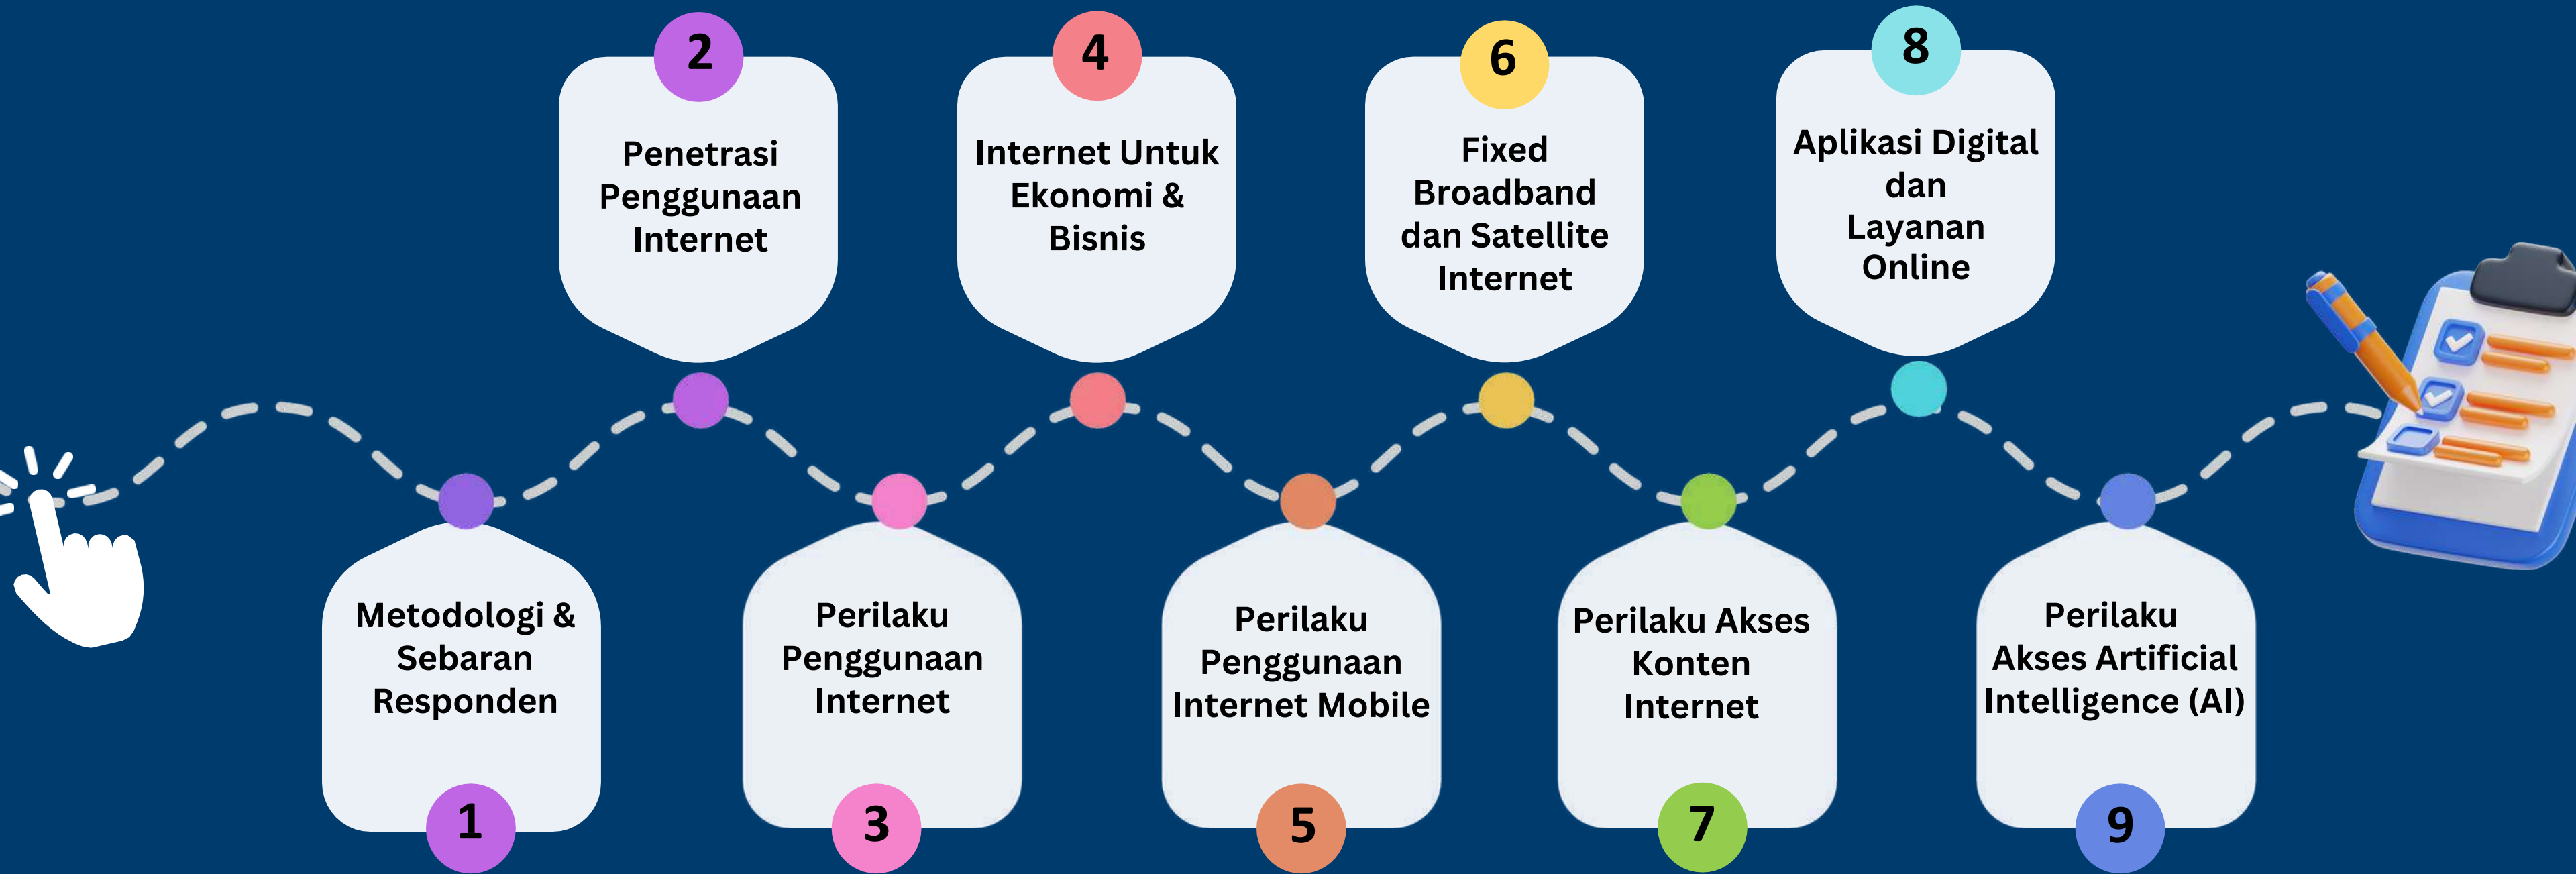 1
Metodologi &
Sebaran
Responden
2
Penetrasi
Penggunaan
Internet
3
Perilaku
Penggunaan
Internet
4
Internet Untuk
Ekonomi &
Bisnis
5
Perilaku
Penggunaan
Internet Mobile
6
Fixed
Broadband
dan Satellite
Internet
7
Perilaku Akses
Konten
Internet
8
Aplikasi Digital
dan
Layanan
Online
9
Perilaku
Akses Artificial
Intelligence (AI)